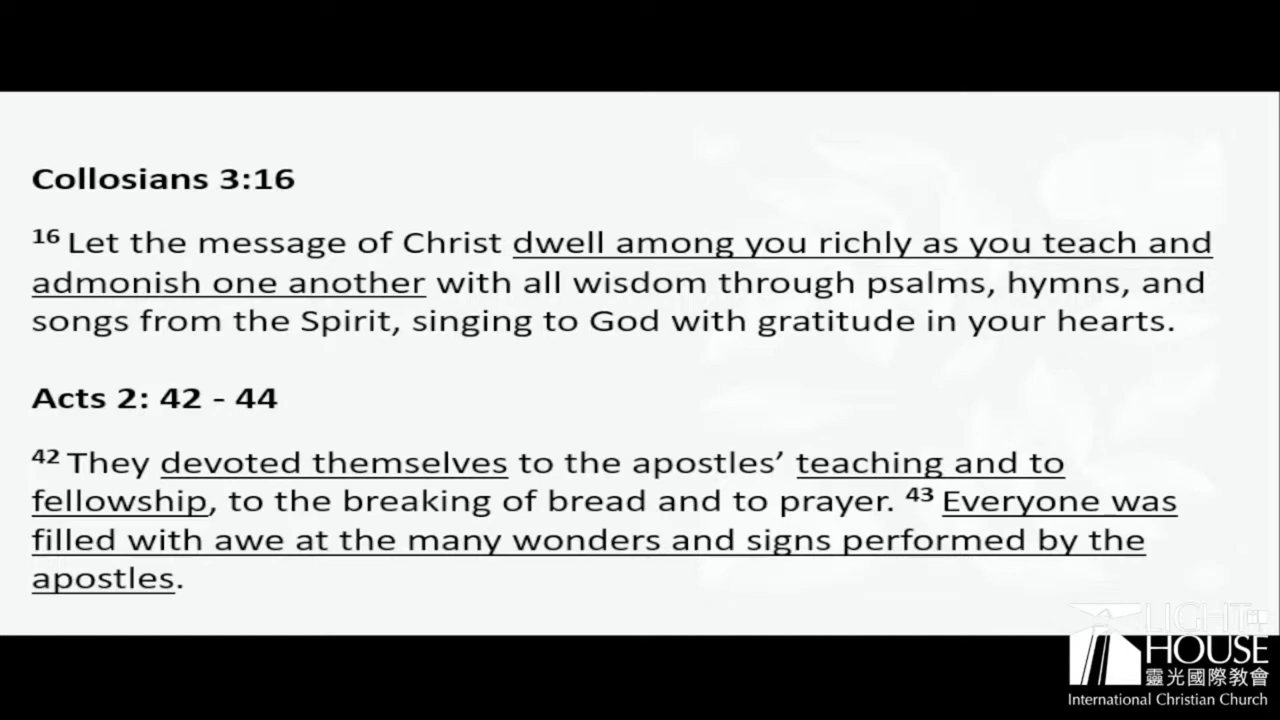 Collosians 3:16
16 Let the message of Christ dwell among you richly as you teach and
admonish one another with all wisdom through psalms, hymns, and
songs from the Spirit, singing to God with gratitude in your hearts.
Acts 2: 42 - 44
42 They devoted themselves to the apostles’ teaching and to
fellowship, to the breaking of bread and to prayer. 43 Everyone was
filled with awe at the many wonders and signs performed by the
apostles.
LIGHT
HOUSE
靈光國際教會
International Christian Church